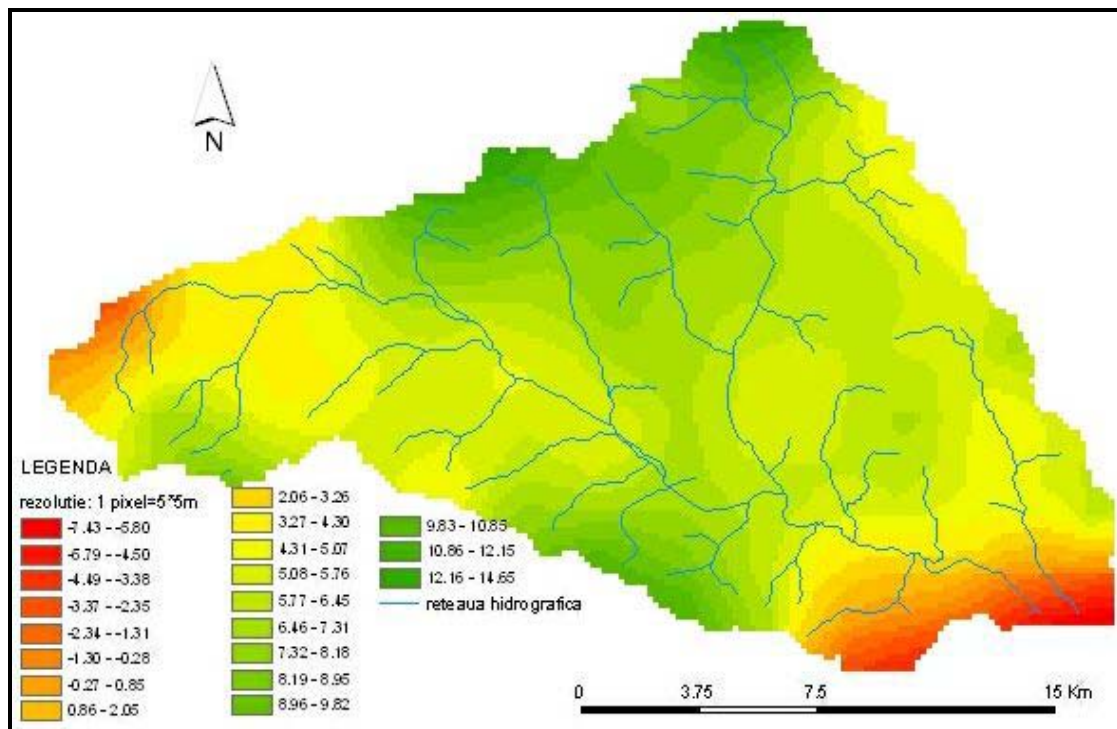 N
LEGENDA
rezolutie: 1 pixel=5*5m
-7.43 - -5.80
-5.79 - -4.50
-4.49 - -3.38
-3.37 - -2.35
-2.34 - -1.31
-1.30 - -0.28
-0.27 - 0.85
0.86 - 2.05
2.06 - 3.26
3.27 - 4.30
4.31 - 5.07
5.08 - 5.76
5.77 - 6.45
6.46 - 7.31
7.32 - 8.18
8.19 - 8.95
8.96 - 9.82
9.83 - 10.85
10.86 - 12.15
12.16 - 14.65
reteaua hidrografica
0 3.75 7.5 15 Km